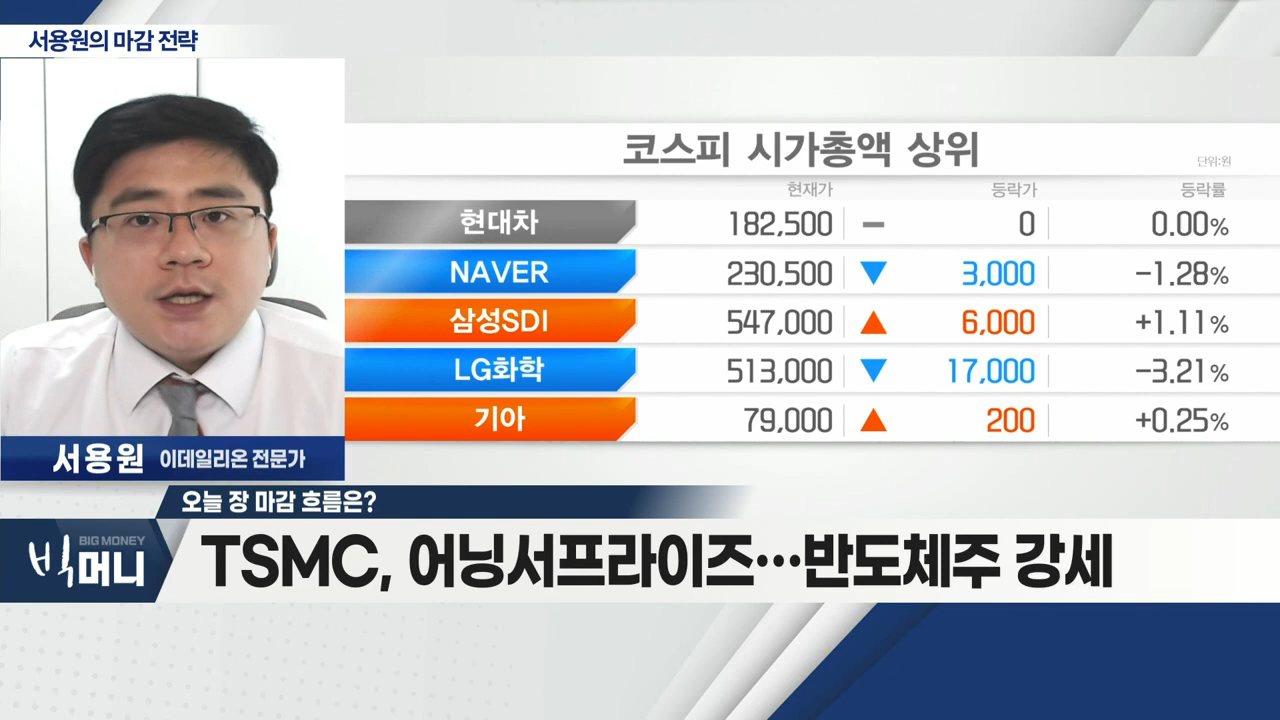 서용원의 마감 전략
코스피 시가총액 상위
단위:원
현재가 등락가 등락률
현대차 182,500 0 0.00%
NAVER 230,500 ▼ 3,000 -1.28%
삼성SDI 547,000 ▲ 6,000 +1.11%
LG화학 513,000 ▼ 17,000 -3.21%
기아 79,000 ▲ 200 +0.25%
서용원 이데일리온 전문가
오늘 장 마감 흐름은?
BIG MONEY
빅머니
TSMC, 어닝서프라이즈…반도체주 강세